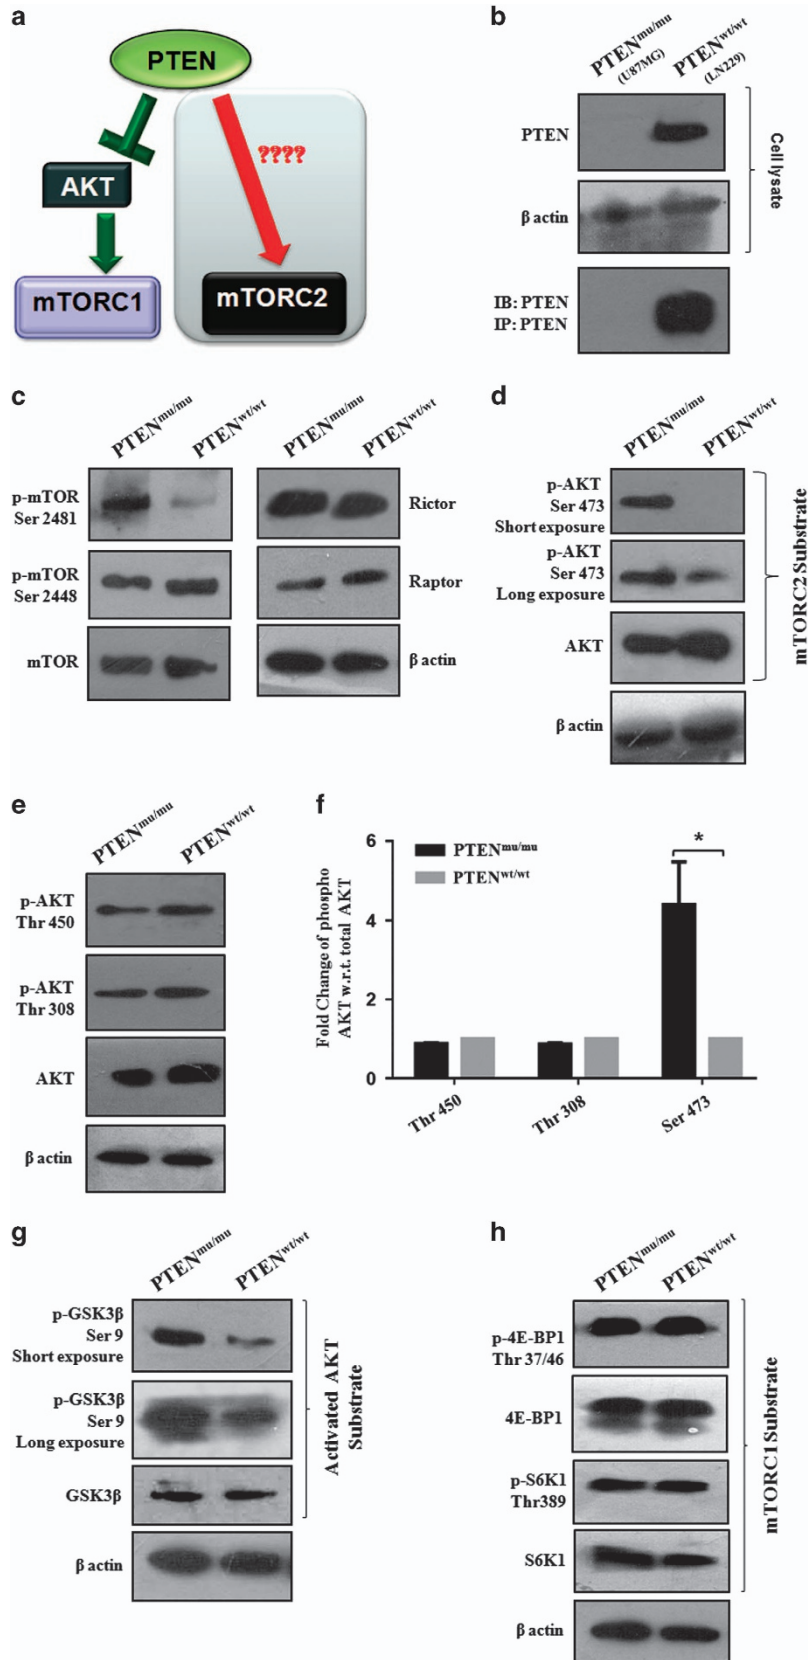 a
PTEN
????
AKT
mTORC1
mTORC2
b
PTENmu/mu
(U87MG)
PTENwt/wt
(LN229)
PTEN
β actin
Cell lysate
IB: PTEN
IP: PTEN
c
PTENmu/mu
PTENwt/wt
PTENmu/mu
PTENwt/wt
p-mTOR
Ser 2481
Rictor
p-mTOR
Ser 2448
Raptor
mTOR
β actin
d
PTENmu/mu
PTENwt/wt
p-AKT
Ser 473
Short exposure
p-AKT
Ser 473
Long exposure
AKT
β actin
mTORC2 Substrate
e
PTENmu/mu
PTENwt/wt
p-AKT
Thr 450
p-AKT
Thr 308
AKT
β actin
f
Fold Change of phospho
AKT w.r.t. total AKT
6
4
2
0
PTENmu/mu
PTENwt/wt
*
Thr 450
Thr 308
Ser 473
g
PTENmu/mu
PTENwt/wt
p-GSK3β
Ser 9
Short exposure
p-GSK3β
Ser 9
Long exposure
GSK3β
β actin
Activated AKT
Substrate
h
PTENmu/mu
PTENwt/wt
p-4E-BP1
Thr 37/46
4E-BP1
p-S6K1
Thr389
S6K1
β actin
mTORC1 Substrate